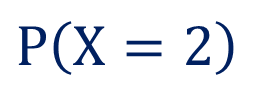 P(X = 2)